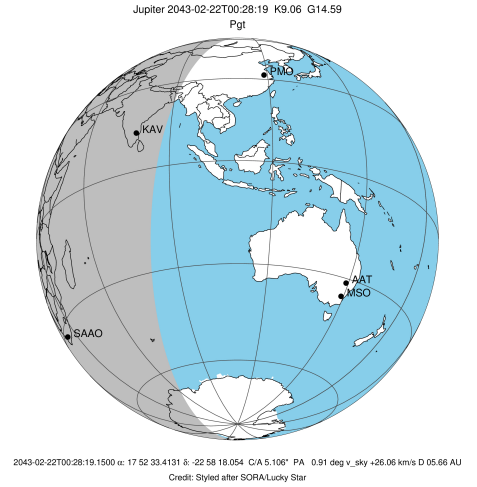 Jupiter 2043-02-22T00:28:19 K9.06 G14.59
Pgt
PMO
KAV
AAT
MSO
SAAO
2043-02-22T00:28:19.1500 α: 17 52 33.4131 δ: -22 58 18.054 C/A 5.106" PA 0.91 deg v_sky +26.06 km/s D 05.66 AU
Credit: Styled after SORA/Lucky Star